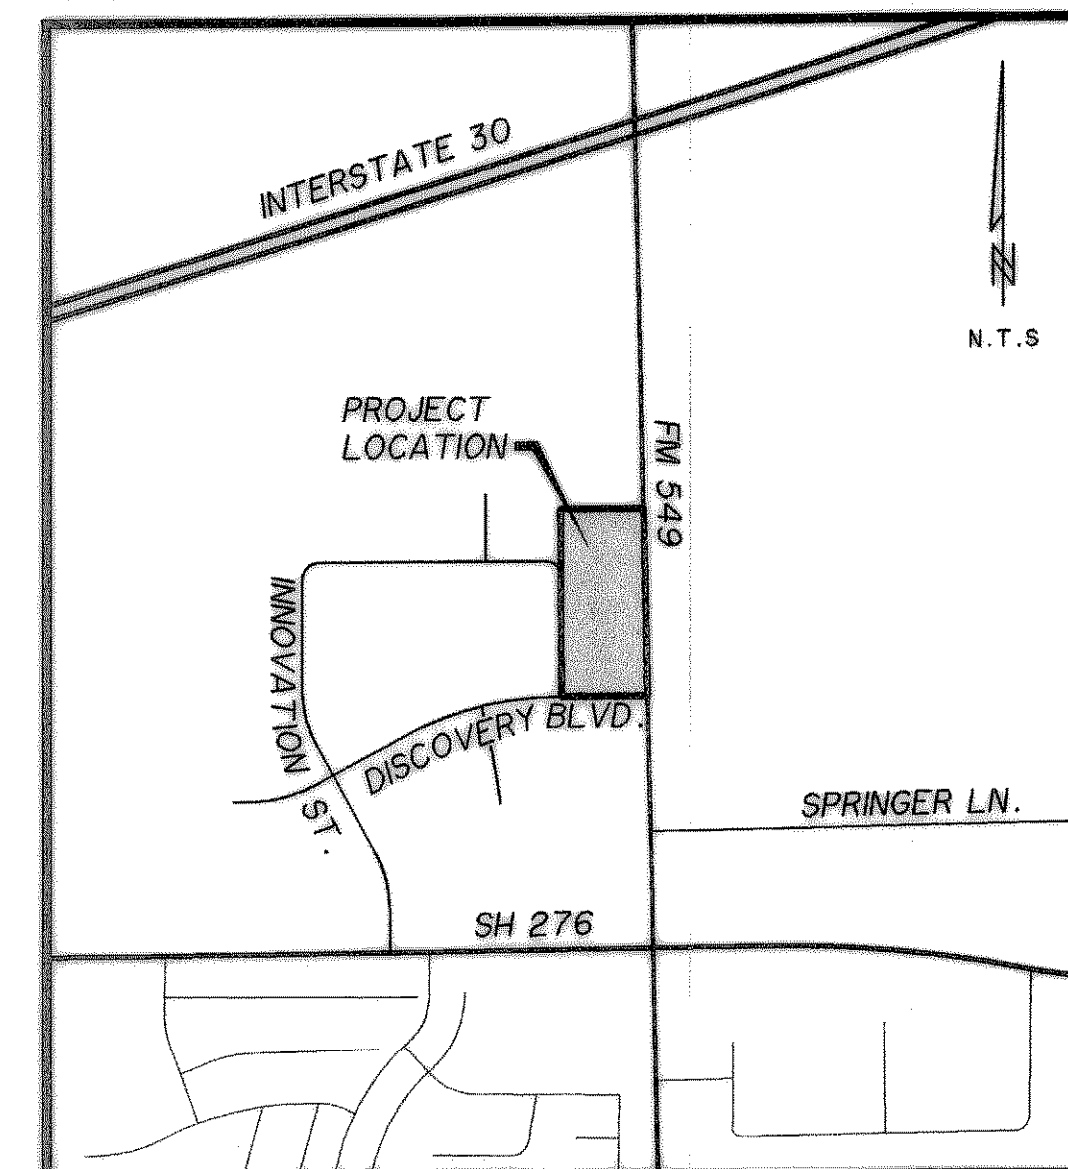 INTERSTATE 30
N
N.T.S
PROJECT
LOCATION
FM 549
INNOVATION ST.
DISCOVERY BLVD.
SPRINGER LN.
SH 276